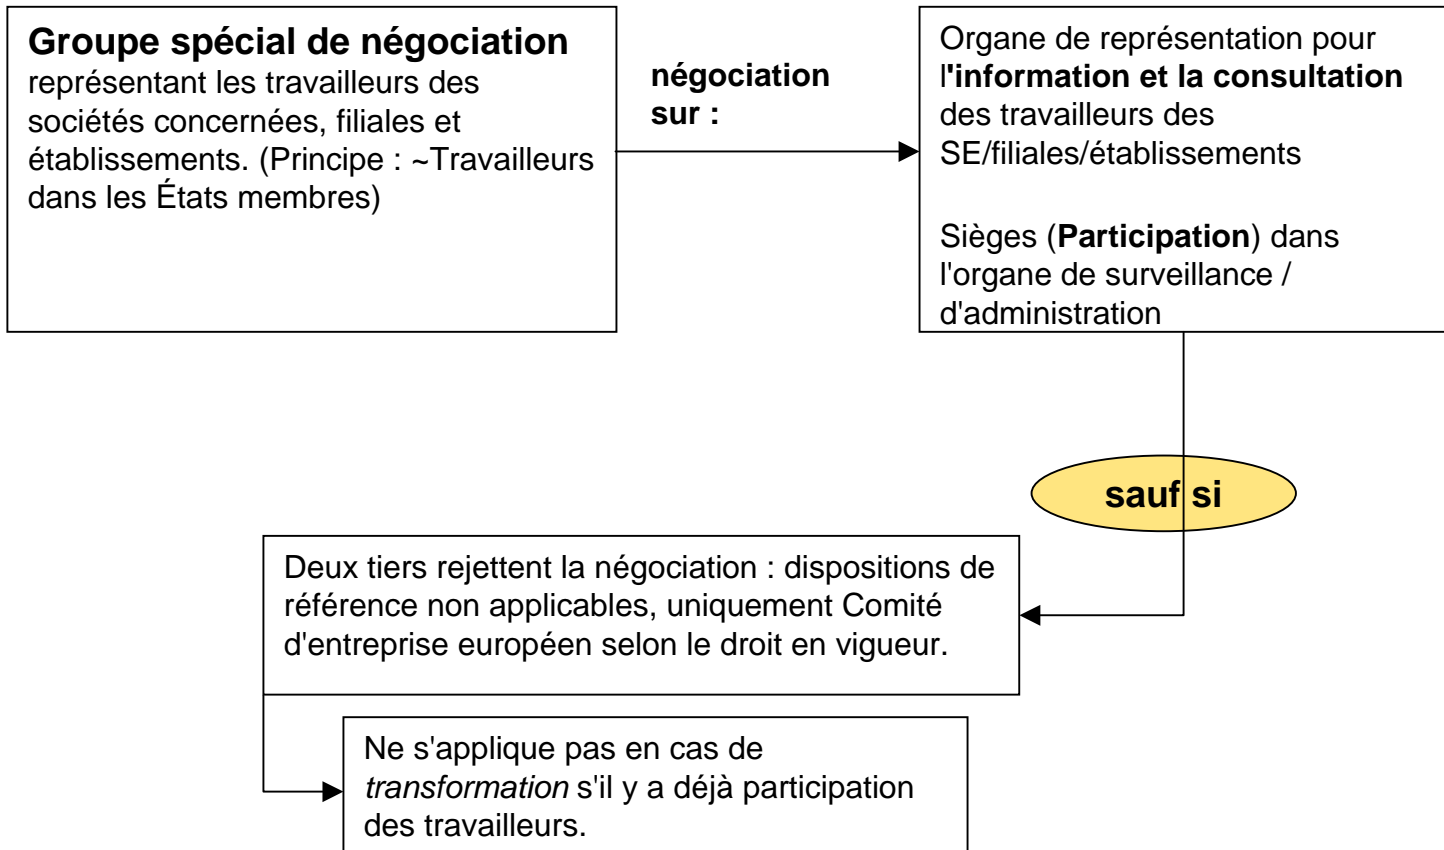 Groupe spécial de négociation
représentant les travailleurs des
sociétés concernées, filiales et
établissements. (Principe : ~Travailleurs
dans les États membres)
négociation
sur :
Organe de représentation pour
l'information et la consultation
des travailleurs des
SE/filiales/établissements
Sièges (Participation) dans
l'organe de surveillance /
d'administration
sauf si
Deux tiers rejettent la négociation : dispositions de
référence non applicables, uniquement Comité
d'entreprise européen selon le droit en vigueur.
Ne s'applique pas en cas de
transformation s'il y a déjà participation
des travailleurs.